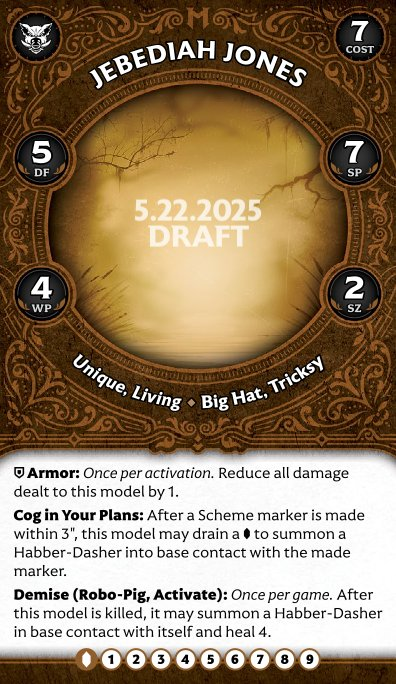 7
COST
JEBEDIAH JONES
5
DF
7
SP
5.22.2025
DRAFT
4
WP
2
SZ
Unique, Living ◆ Big Hat, Tricksy
Armor: Once per activation. Reduce all damage
dealt to this model by 1.
Cog in Your Plans: After a Scheme marker is made
within 3", this model may drain a to summon a
Habber-Dasher into base contact with the made
marker.
Demise (Robo-Pig, Activate): Once per game. After
this model is killed, it may summon a Habber-Dasher
in base contact with itself and heal 4.
1 2 3 4 5 6 7 8 9